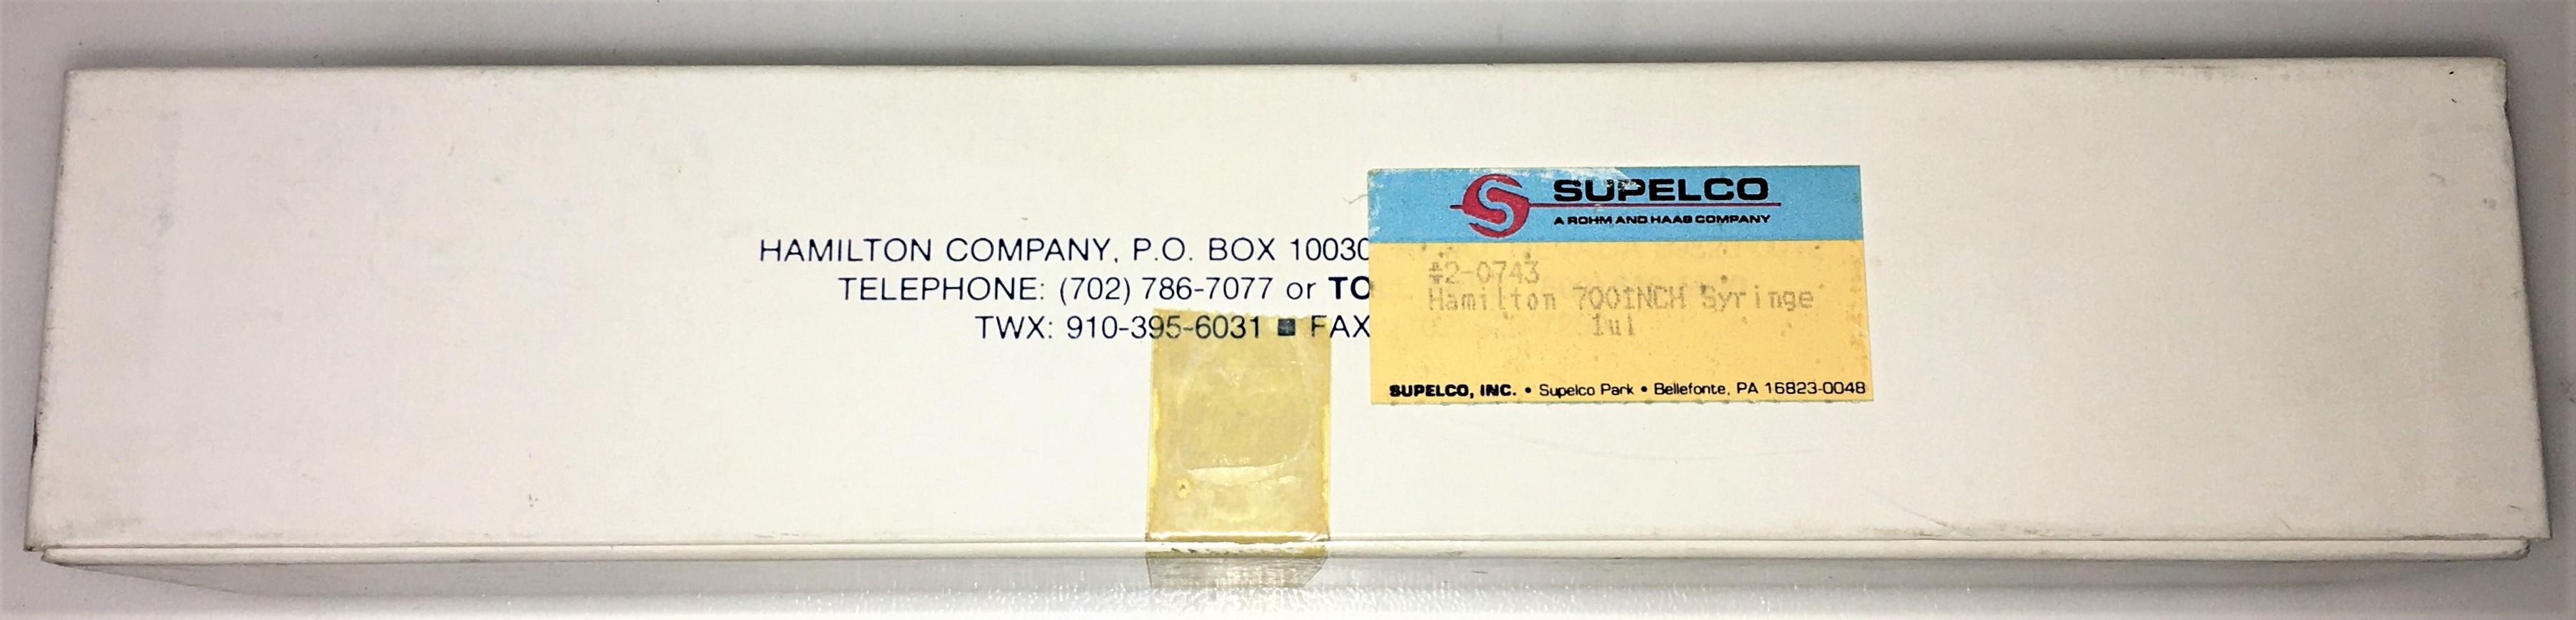 HAMILTON COMPANY, P.O. BOX 1003
TELEPHONE: (702) 786-7077 or TO
TWX: 910-395-6031 ■ FAX
SUPELCO
A ROHM AND HAAS COMPANY
#2-0743
Hamilton 7001NCH Syringe
1ul
SUPELCO, INC. • Supelco Park • Bellefonte, PA 16823-0048